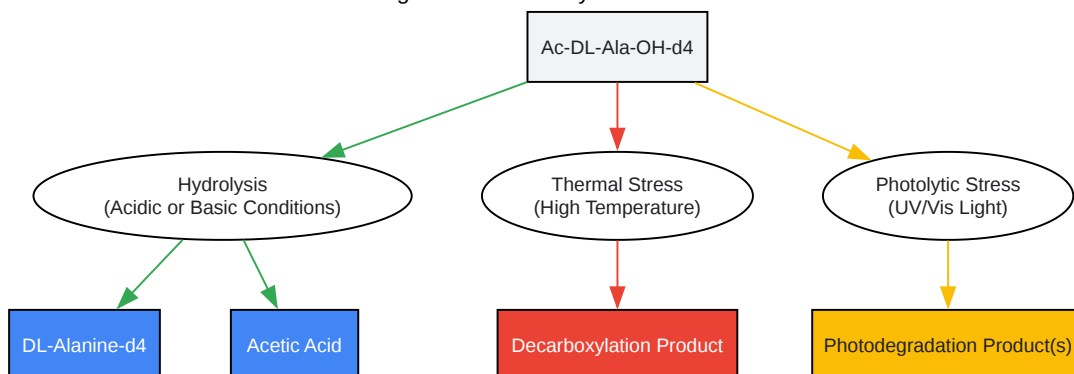 Ac-DL-Ala-OH-d4
Hydrolysis
(Acidic or Basic Conditions)
Thermal Stress
(High Temperature)
Photolytic Stress
(UV/Vis Light)
DL-Alanine-d4
Acetic Acid
Decarboxylation Product
Photodegradation Product(s)